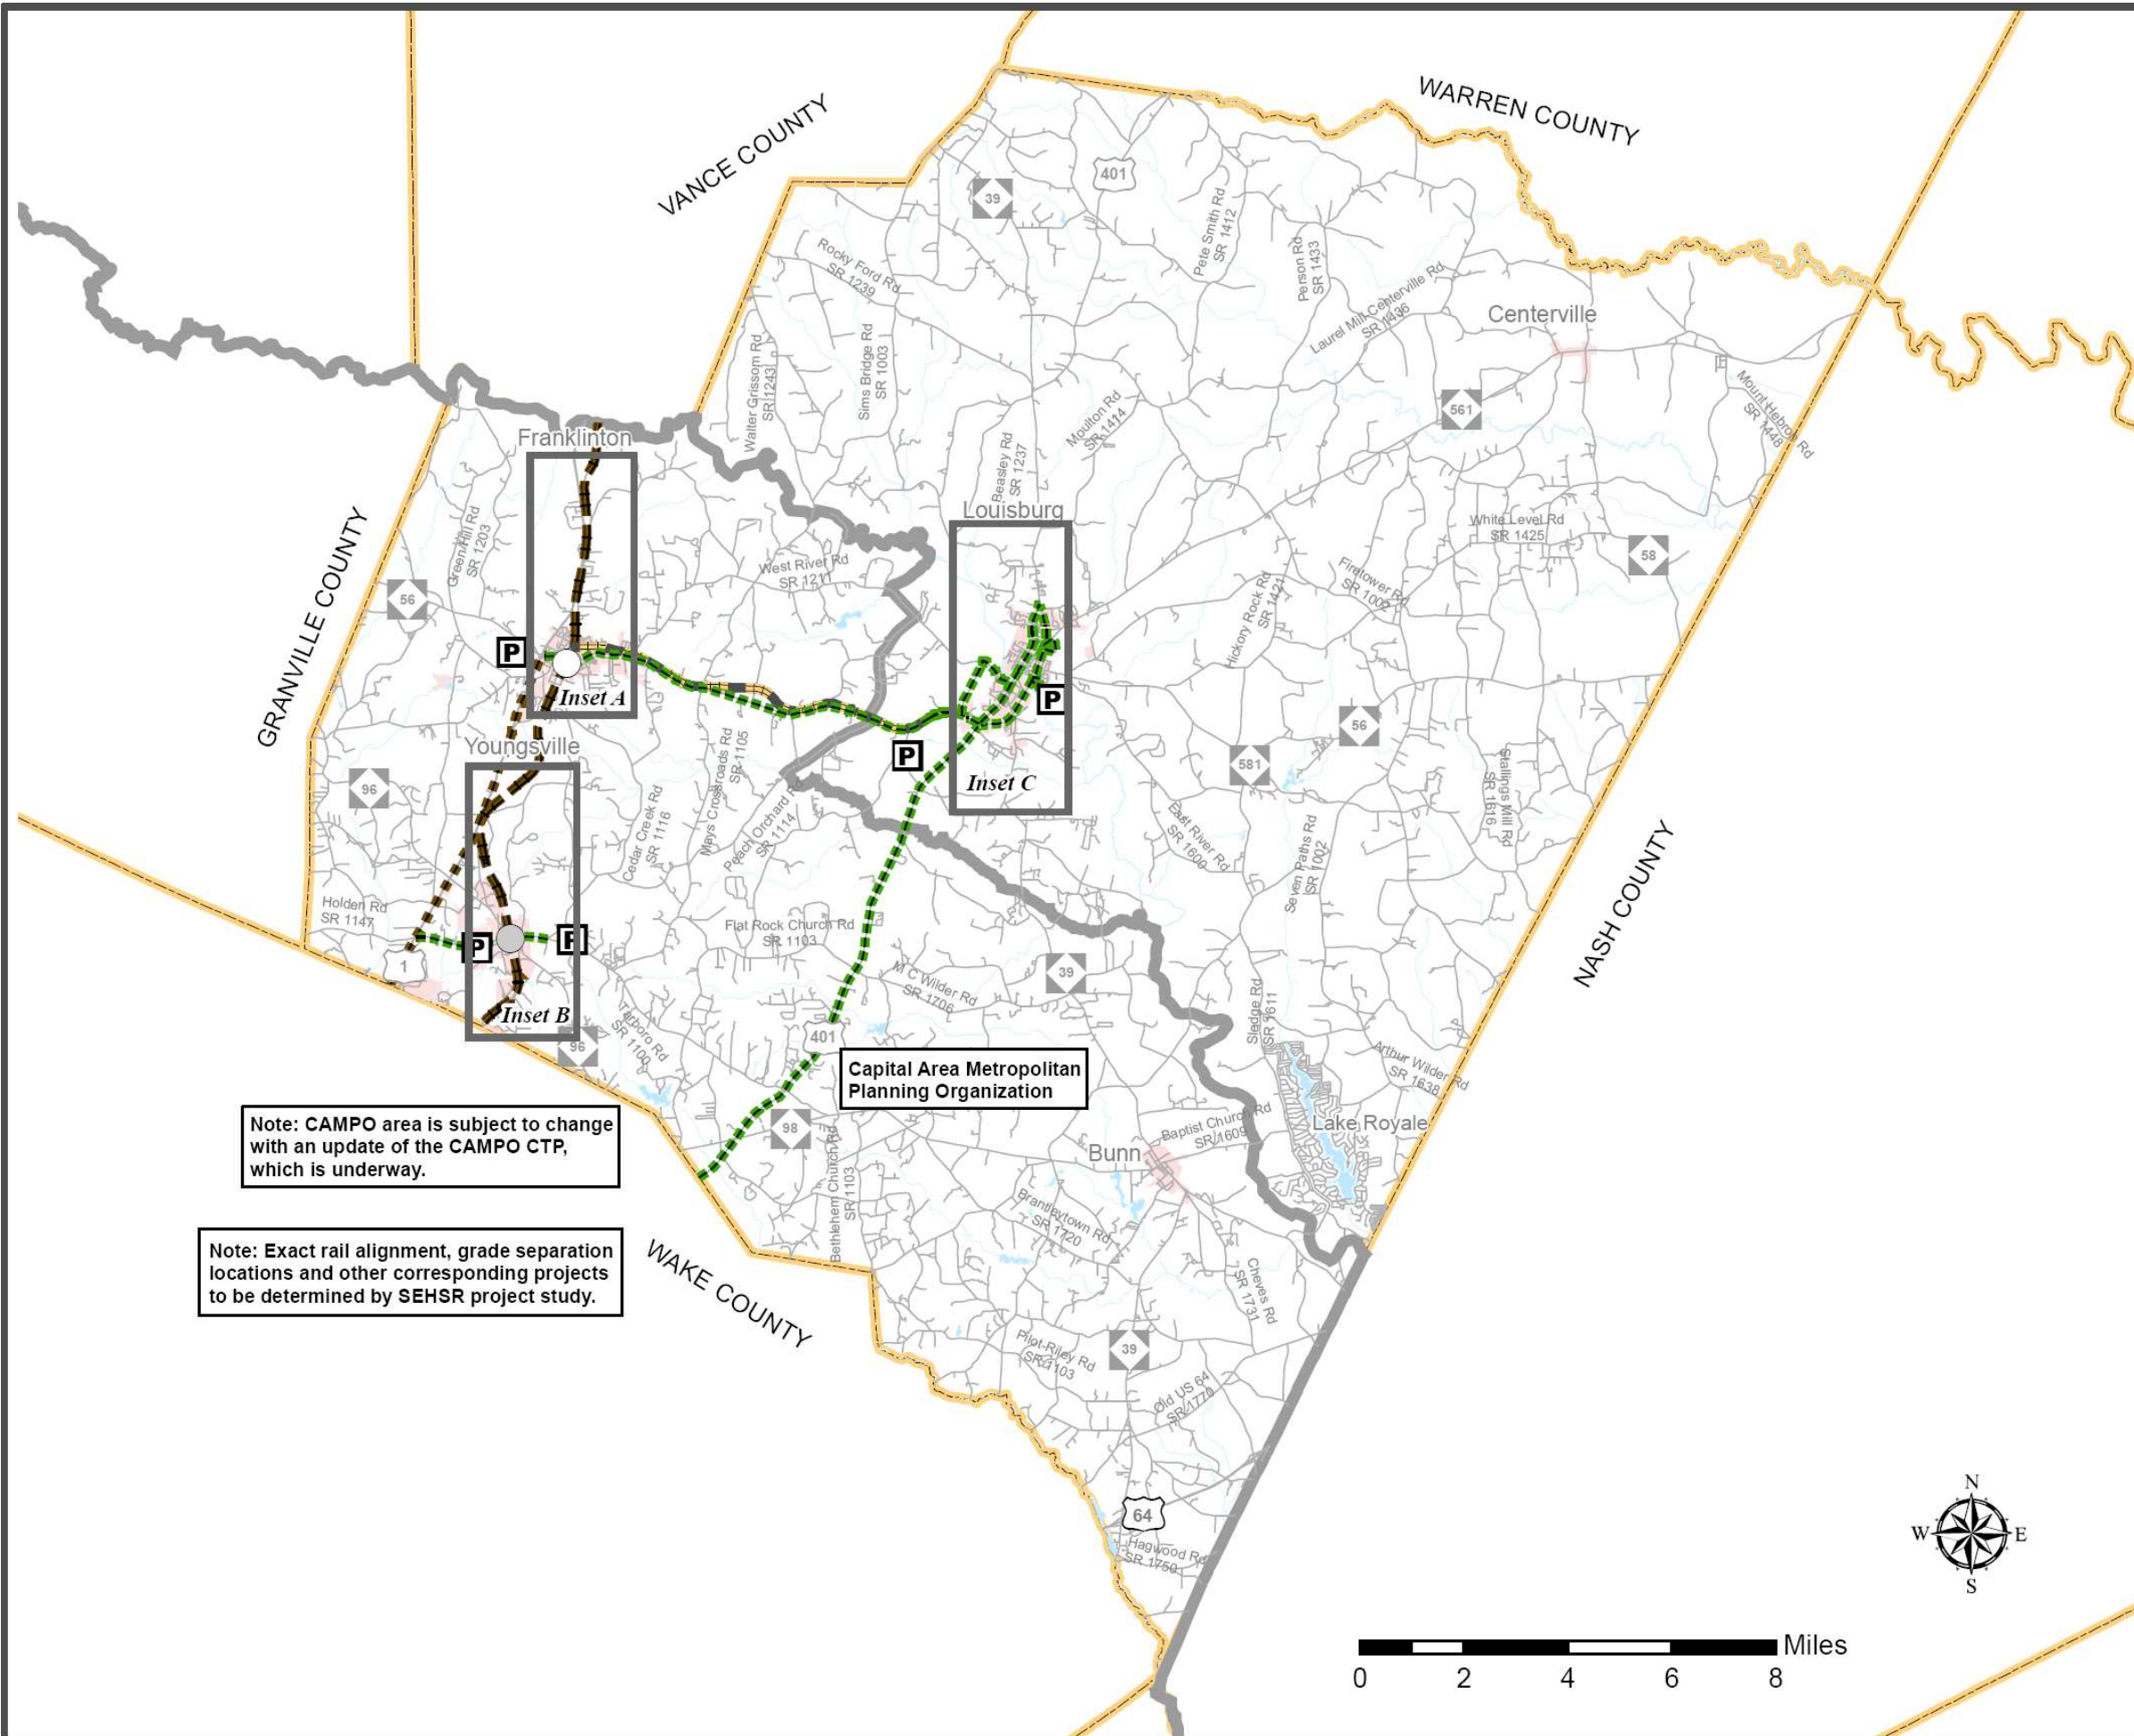 WARREN COUNTY
VANCE COUNTY
401
39
Pete Smith Rd
SR 1412
Person Rd
SR 1433
Rocky Ford Rd
SR 1239
Laurel Mill-Centerville Rd
SR 1436
Centerville
Walter Grissom Rd
SR 1243
Sims Bridge Rd
SR 1003
Moulton Rd
SR 1414
561
Mount Hebron Rd
SR 1448
Franklinton
Beasley Rd
SR 1237
Louisburg
White Level Rd
SR 1425
58
Green Hill Rd
SR 1203
GRANVILLE COUNTY
56
West River Rd
SR 1211
Firetower Rd
SR 1002
Hickory Rock Rd
SR 1421
P
Inset A
P
Youngsville
P
56
581
Inset C
96
Mays Crossroads Rd
SR 1105
Peach Orchard Rd
SR 1114
Cedar Creek Rd
SR 1116
Stallings Mill Rd
SR 1616
East River Rd
SR 1600
Seven Paths Rd
SR 1002
NASH COUNTY
Holden Rd
SR 1147
Flat Rock Church Rd
SR 1103
P
P
1
M C Wilder Rd
SR 1706
39
Inset B
96
Tarboro Rd
SR 1100
Sledge Rd
SR 1611
401
Capital Area Metropolitan
Planning Organization
Arthur Wilder Rd
SR 1638
Note: CAMPO area is subject to change
with an update of the CAMPO CTP,
which is underway.
98
Bethlehem Church Rd
SR 1103
Baptist Church Rd
SR 1609
Lake Royale
Bunn
Brantleytown Rd
SR 1720
Note: Exact rail alignment, grade separation
locations and other corresponding projects
to be determined by SEHSR project study.
WAKE COUNTY
Cheves Rd
SR 1731
Pilot-Riley Rd
SR 1103
39
Old US 64
SR 1770
64
Hagwood Rd
SR 1750
N
W E
S
Miles
0 2 4 6 8